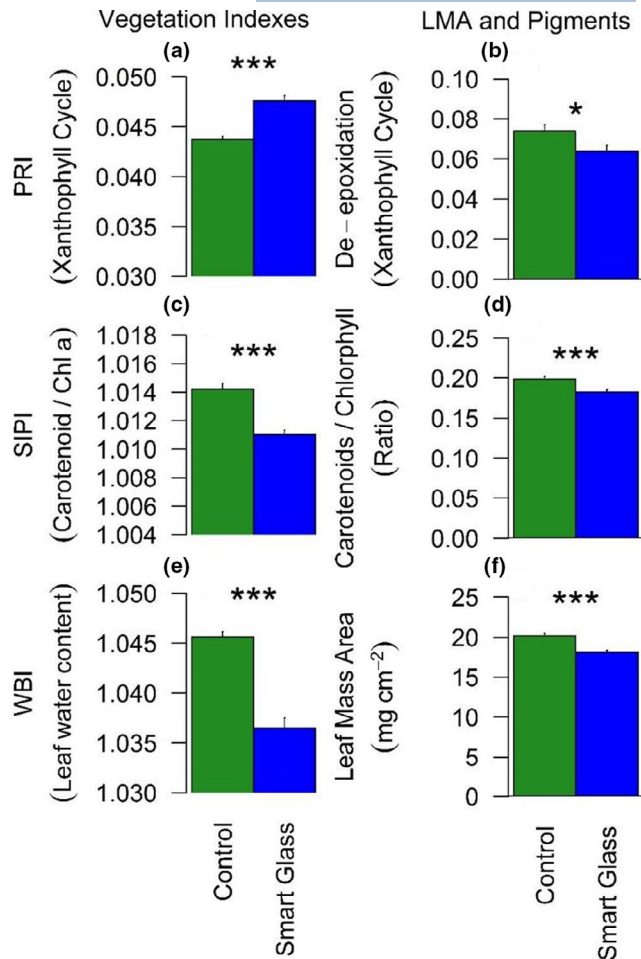 Vegetation Indexes
LMA and Pigments
(a)
***
PRI
(Xanthophyll Cycle)
0.050
0.045
0.040
0.035
0.030
(b)
*
De−epoxidation
(Xanthophyll Cycle)
0.10
0.08
0.06
0.04
0.02
0.00
(c)
***
SIPI
(Carotenoid / Chl a)
1.018
1.016
1.014
1.012
1.010
1.008
1.006
1.004
(d)
***
Carotenoids / Chlorphyll
(Ratio)
0.25
0.20
0.15
0.10
0.05
0.00
(e)
***
WBI
(Leaf water content)
1.050
1.045
1.040
1.035
1.030
(f)
***
Leaf Mass Area
(mg cm⁻²)
25
20
15
10
5
0
Control
Smart Glass
Control
Smart Glass